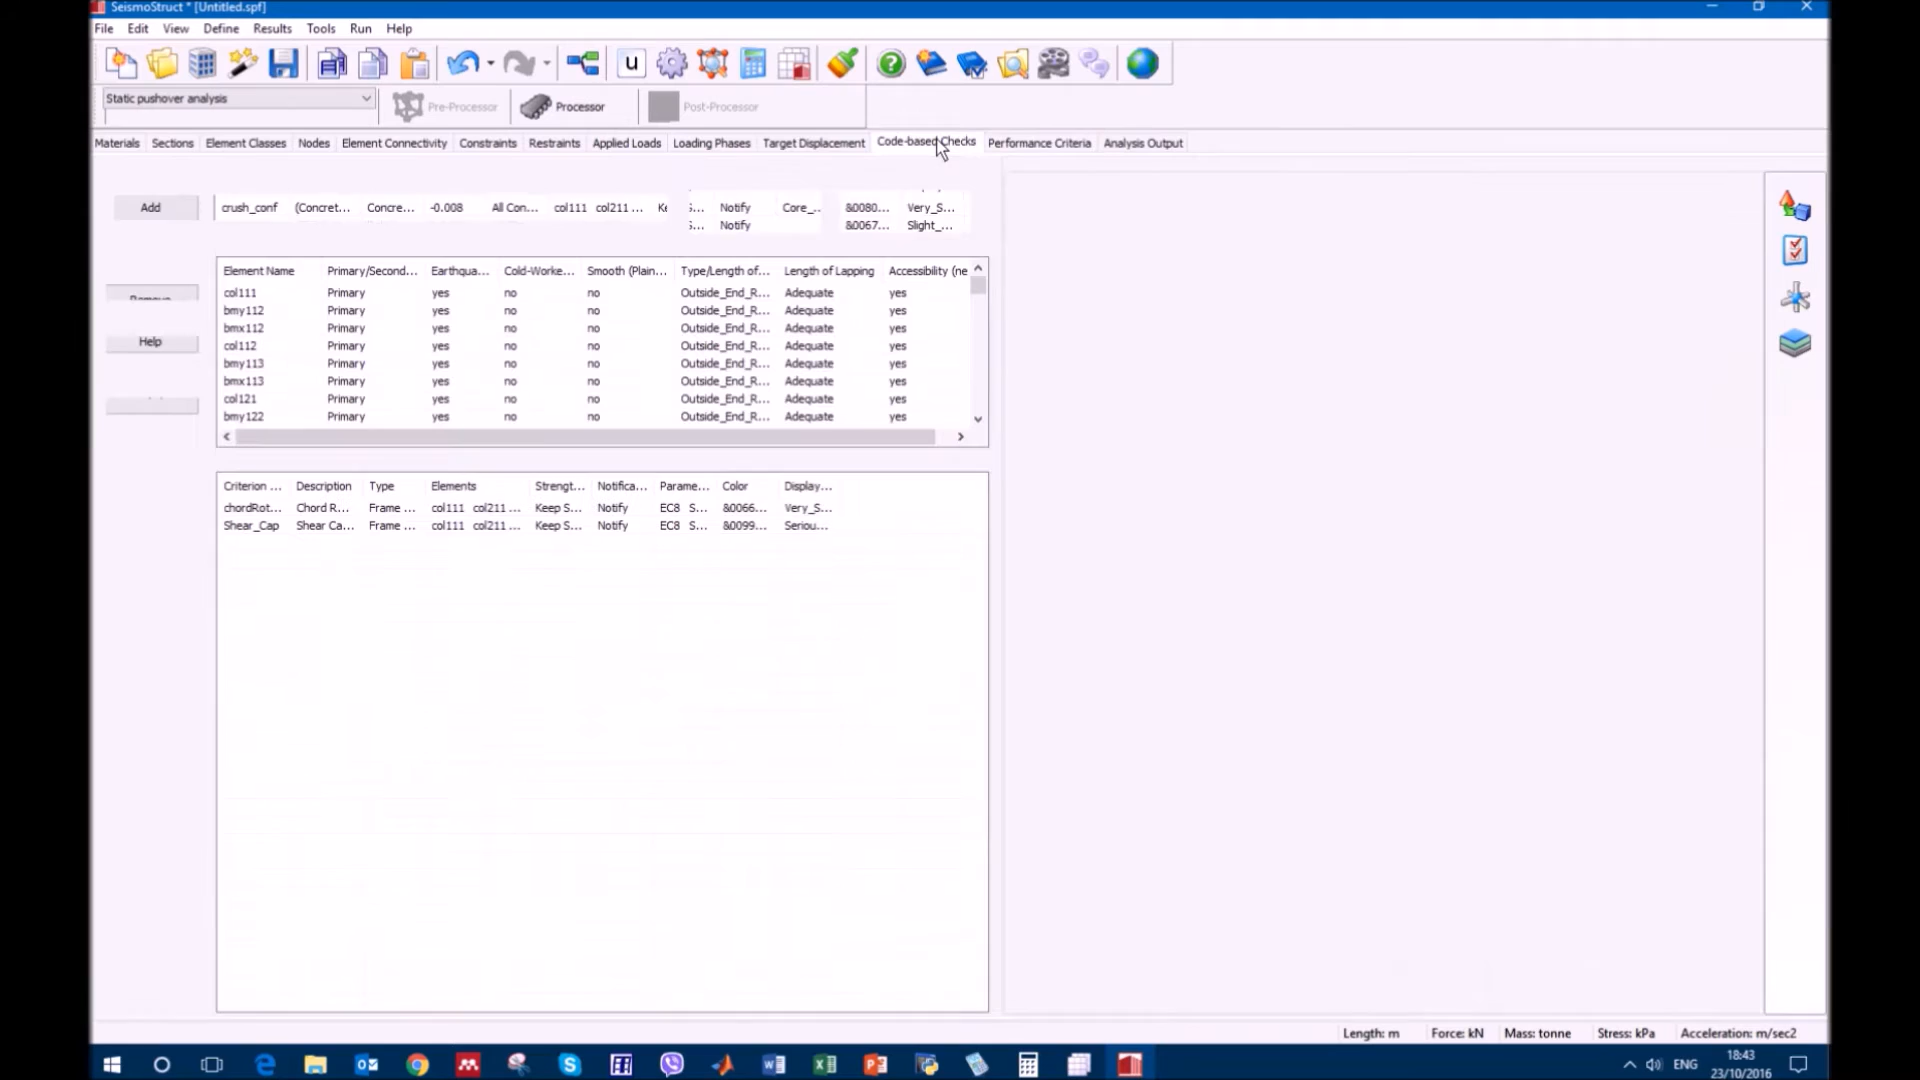 SeismoStruct * [Untitled.spf]
File Edit View Define Results Tools Run Help
u
Static pushover analysis Pre-Processor Processor Post-Processor
Materials Sections Element Classes Nodes Element Connectivity Constraints Restraints Applied Loads Loading Phases Target Displacement Code-based Checks Performance Criteria Analysis Output
Add crush_conf (Concret... Concre... -0.008 All Con... col111 col211 ... Notify Core_... &0080... Very_S...
Notify &0067... Slight_...
Element Name Primary/Second... Earthqua... Cold-Worke... Smooth (Plain... Type/Length of... Length of Lapping Accessibility (ne
col111 Primary yes no no Outside_End_R... Adequate yes
bmy112 Primary yes no no Outside_End_R... Adequate yes
bmx112 Primary yes no no Outside_End_R... Adequate yes
Help
col112 Primary yes no no Outside_End_R... Adequate yes
bmy113 Primary yes no no Outside_End_R... Adequate yes
bmx113 Primary yes no no Outside_End_R... Adequate yes
col121 Primary yes no no Outside_End_R... Adequate yes
bmy122 Primary yes no no Outside_End_R... Adequate yes
Criterion ... Description Type Elements Strengt... Notifica... Parame... Color Display...
chordRot... Chord R... Frame ... col111 col211 ... Keep S... Notify EC8 S... &0066... Very_S...
Shear_Cap Shear Ca... Frame ... col111 col211 ... Keep S... Notify EC8 S... &0099... Seriou...
Length: m Force: kN Mass: tonne Stress: kPa Acceleration: m/sec2
ENG 18:43
23/10/2016